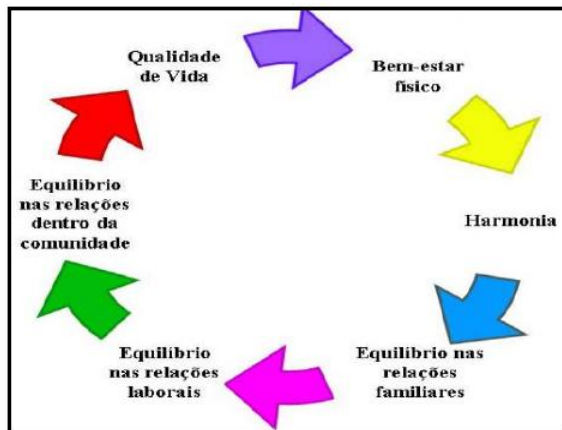 Qualidade
de Vida
Bem-estar
físico
Harmonia
Equilíbrio nas
relações
familiares
Equilíbrio
nas relações
laborais
Equilíbrio
nas relações
dentro da
comunidade